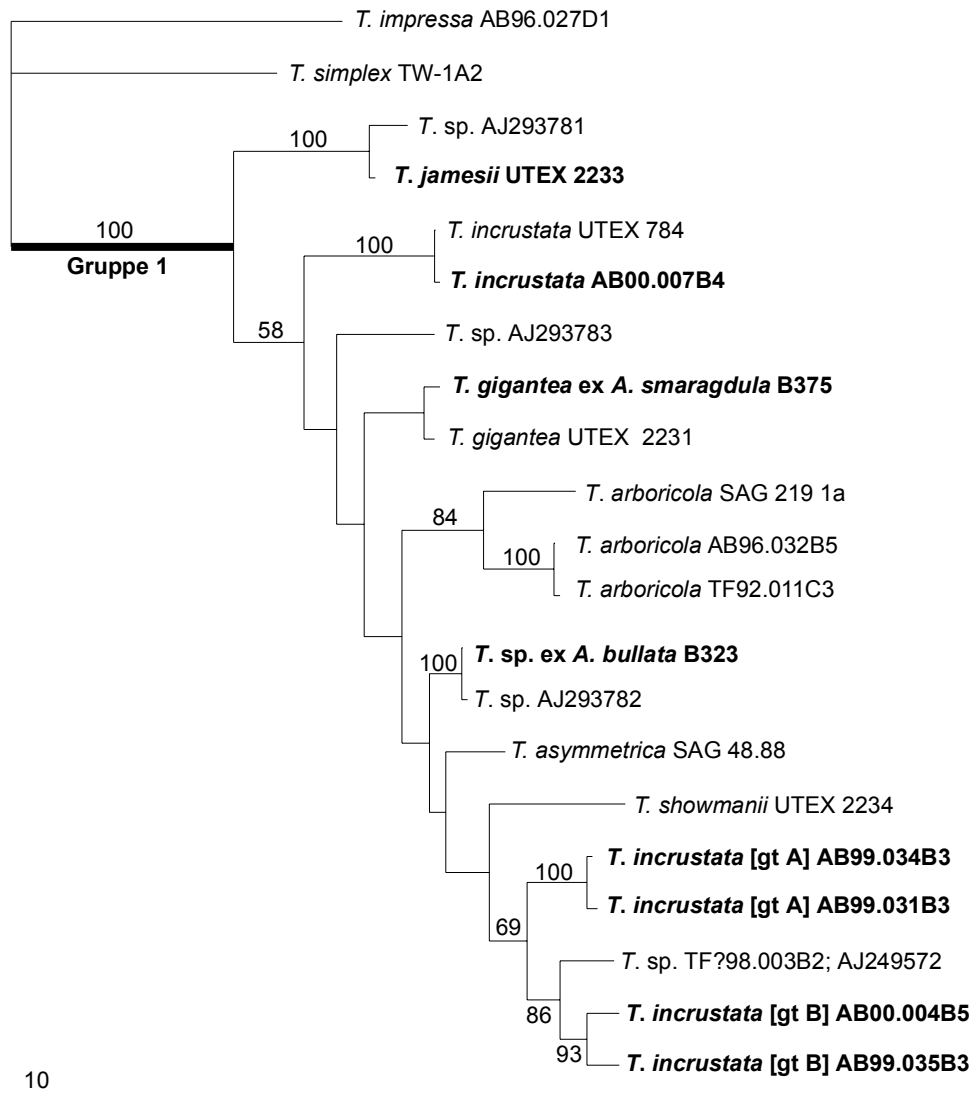 T. impressa AB96.027D1
T. simplex TW-1A2
T. sp. AJ293781
100
T. jamesii UTEX 2233
T. incrustata UTEX 784
100
100
Gruppe 1
T. incrustata AB00.007B4
58
T. sp. AJ293783
T. gigantea ex A. smaragdula B375
T. gigantea UTEX 2231
T. arboricola SAG 219 1a
84
T. arboricola AB96.032B5
100
T. arboricola TF92.011C3
T. sp. ex A. bullata B323
100
T. sp. AJ293782
T. asymmetrica SAG 48.88
T. showmanii UTEX 2234
T. incrustata [gt A] AB99.034B3
100
T. incrustata [gt A] AB99.031B3
69
T. sp. TF?98.003B2; AJ249572
86
T. incrustata [gt B] AB00.004B5
93
T. incrustata [gt B] AB99.035B3
10